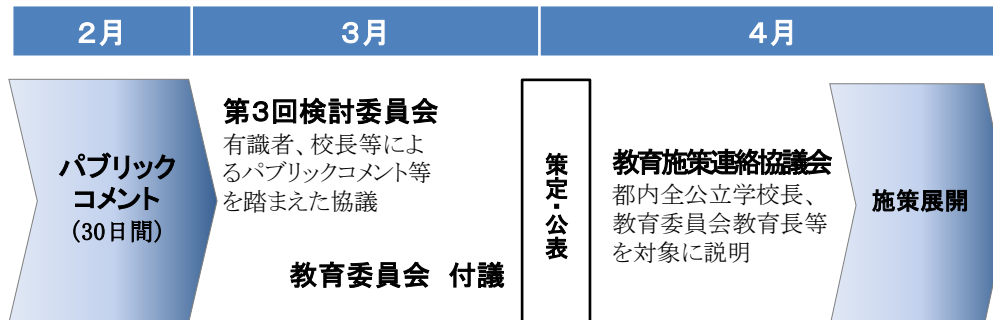 2月
3月
4月
パブリック
コメント
(30日間)
第3回検討委員会
有識者、校長等によ
るパブリックコメント等
を踏まえた協議
教育委員会 付議
策定・公表
教育施策連絡協議会
都内全公立学校長、
教育委員会教育長等
を対象に説明
施策展開